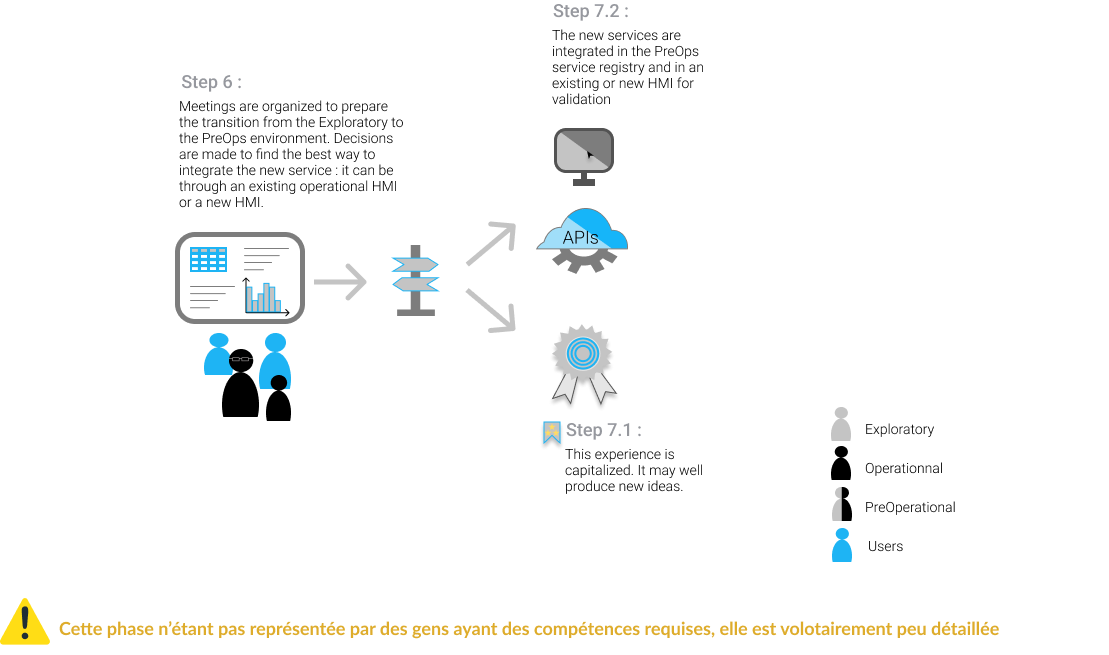 Step 6 :
Meetings are organized to prepare
the transition from the Exploratory to
the PreOps environment. Decisions
are made to find the best way to
integrate the new service : it can be
through an existing operational HMI
or a new HMI.
Step 7.2 :
The new services are
integrated in the PreOps
service registry and in an
existing or new HMI for
validation
APIs
Step 7.1 :
This experience is
capitalized. It may well
produce new ideas.
Exploratory
Operationnal
PreOperational
Users
Cette phase n’étant pas représentée par des gens ayant des compétences requises, elle est volotairement peu détaillée